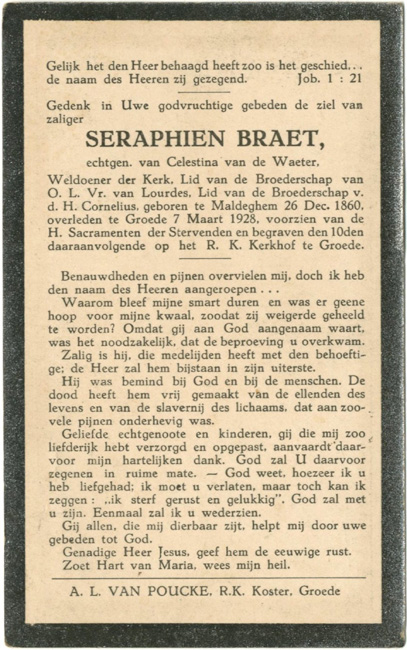 Gelijk het den Heer behaagd heeft zoo is het geschied...
de naam des Heeren zij gezegend. Job. 1 : 21
Gedenk in Uwe godvruchtige gebeden de ziel van
zaliger
SERAPHIEN BRAET,
echtgen. van Celestina van de Waeter,
Weldoener der Kerk, Lid van de Broederschap van
O. L. Vr. van Lourdes, Lid van de Broederschap v.
d. H. Cornelius, geboren te Maldeghem 26 Dec. 1860,
overleden te Groede 7 Maart 1928, voorzien van de
H. Sacramenten der Stervenden en begraven den 10den
daaraanvolgende op het R. K. Kerkhof te Groede.
Benauwdheden en pijnen overvielen mij, doch ik heb
den naam des Heeren aangeroepen . . .
Waarom bleef mijne smart duren en was er geene
hoop voor mijne kwaal, zoodat zij weigerde geheeld
te worden? Omdat gij aan God aangenaam waart,
was het noodzakelijk, dat de beproeving u overkwam.
Zalig is hij, die medelijden heeft met den behoefti-
ge; de Heer zal hem bijstaan in zijn uiterste.
Hij was bemind bij God en bij de menschen. De
dood heeft hem vrij gemaakt van de ellenden des
levens en van de slavernij des lichaams, dat aan zoo-
vele pijnen onderhevig was.
Geliefde echtgenoote en kinderen, gij die mij zoo
liefderijk hebt verzorgd en opgepast, aanvaardt daar-
voor mijn hartelijken dank. God zal U daarvoor
zegenen in ruime mate. — God weet, hoezeer ik u
heb liefgehad; ik moet u verlaten, maar toch kan ik
zeggen : „ik sterf gerust en gelukkig". God zal met
u zijn. Eenmaal zal ik u wederzien.
Gij allen, die mij dierbaar zijt, helpt mij door uwe
gebeden tot God.
Genadige Heer Jesus, geef hem de eeuwige rust.
Zoet Hart van Maria, wees mijn heil.
A. L. VAN POUCKE, R.K. Koster, Groede